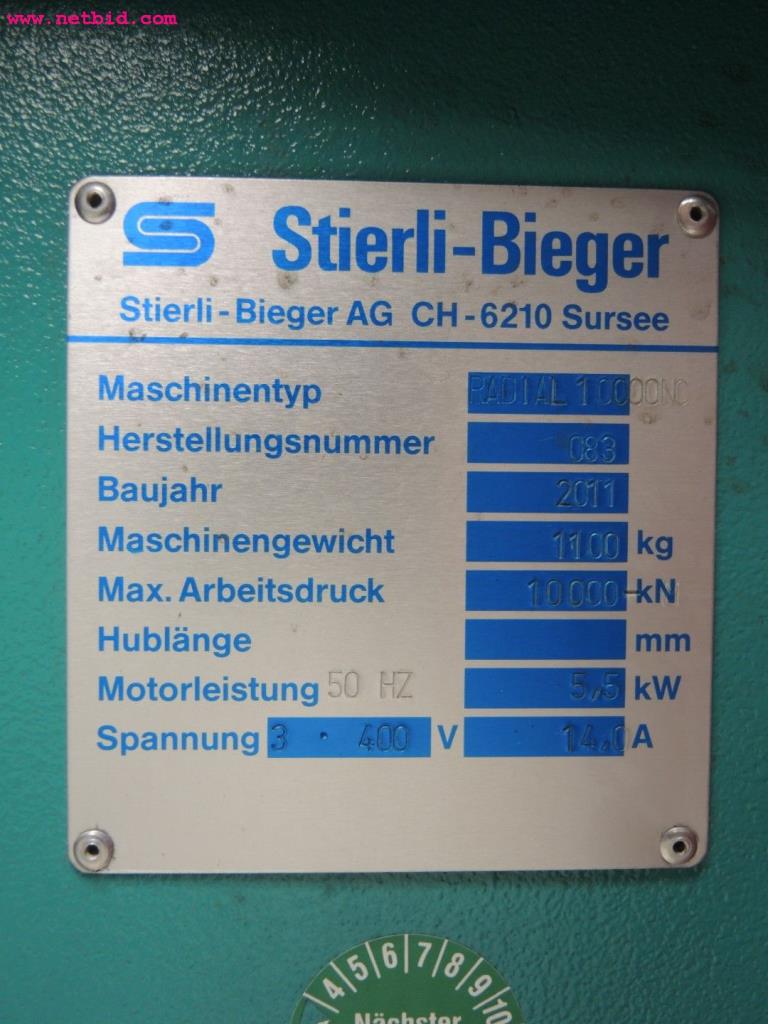 www.netbid.com
Stierli-Bieger
Stierli-Bieger AG CH-6210 Sursee
Maschinentyp RADIAL 10000NC
Herstellungsnummer 083
Baujahr 2011
Maschinengewicht 1100 kg
Max. Arbeitsdruck 10000 kN
Hublänge mm
Motorleistung 50 HZ 5,5 kW
Spannung 3 · 400 V 14,0 A
4 5 6 7 8 9 10
Nächster